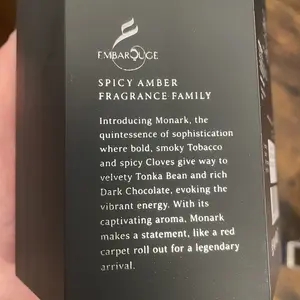 EMBAROUGE
SPICY AMBER
FRAGRANCE FAMILY
Introducing Monark, the
quintessence of sophistication
where bold, smoky Tobacco
and spicy Cloves give way to
velvety Tonka Bean and rich
Dark Chocolate, evoking the
vibrant energy. With its
captivating aroma, Monark
makes a statement, like a red
carpet roll out for a legendary
arrival.